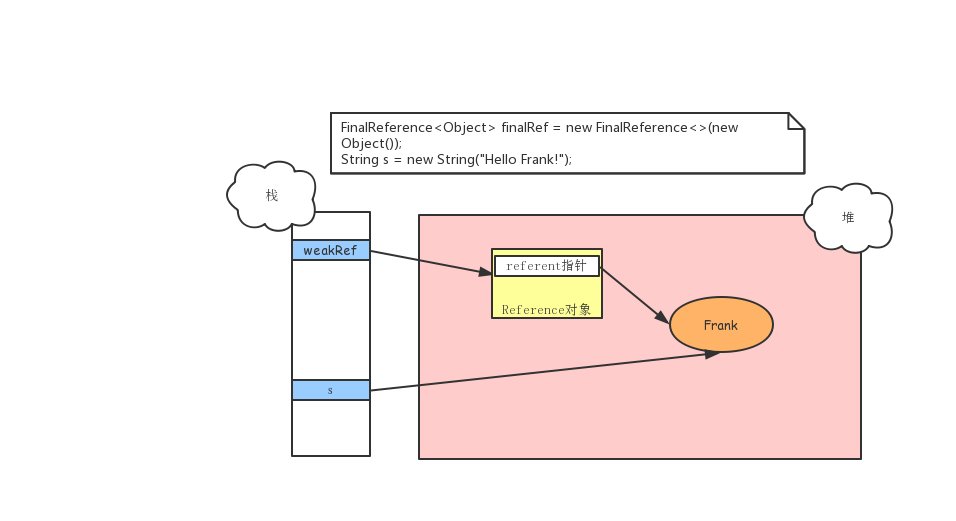 FinalReference<Object> finalRef = new FinalReference<>(new
Object());
String s = new String("Hello Frank!");
栈
堆
weakRef
referent指针
Reference对象
Frank
s